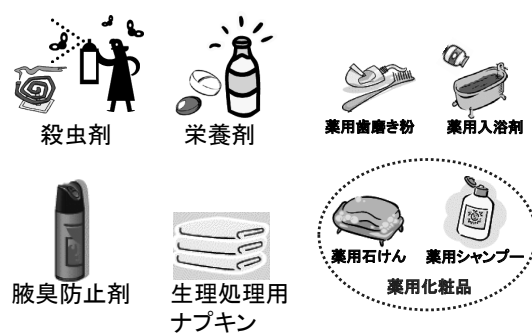 殺虫剤
栄養剤
薬用歯磨き粉
薬用入浴剤
腋臭防止剤
生理処理用
ナプキン
薬用石けん
薬用シャンプー
薬用化粧品